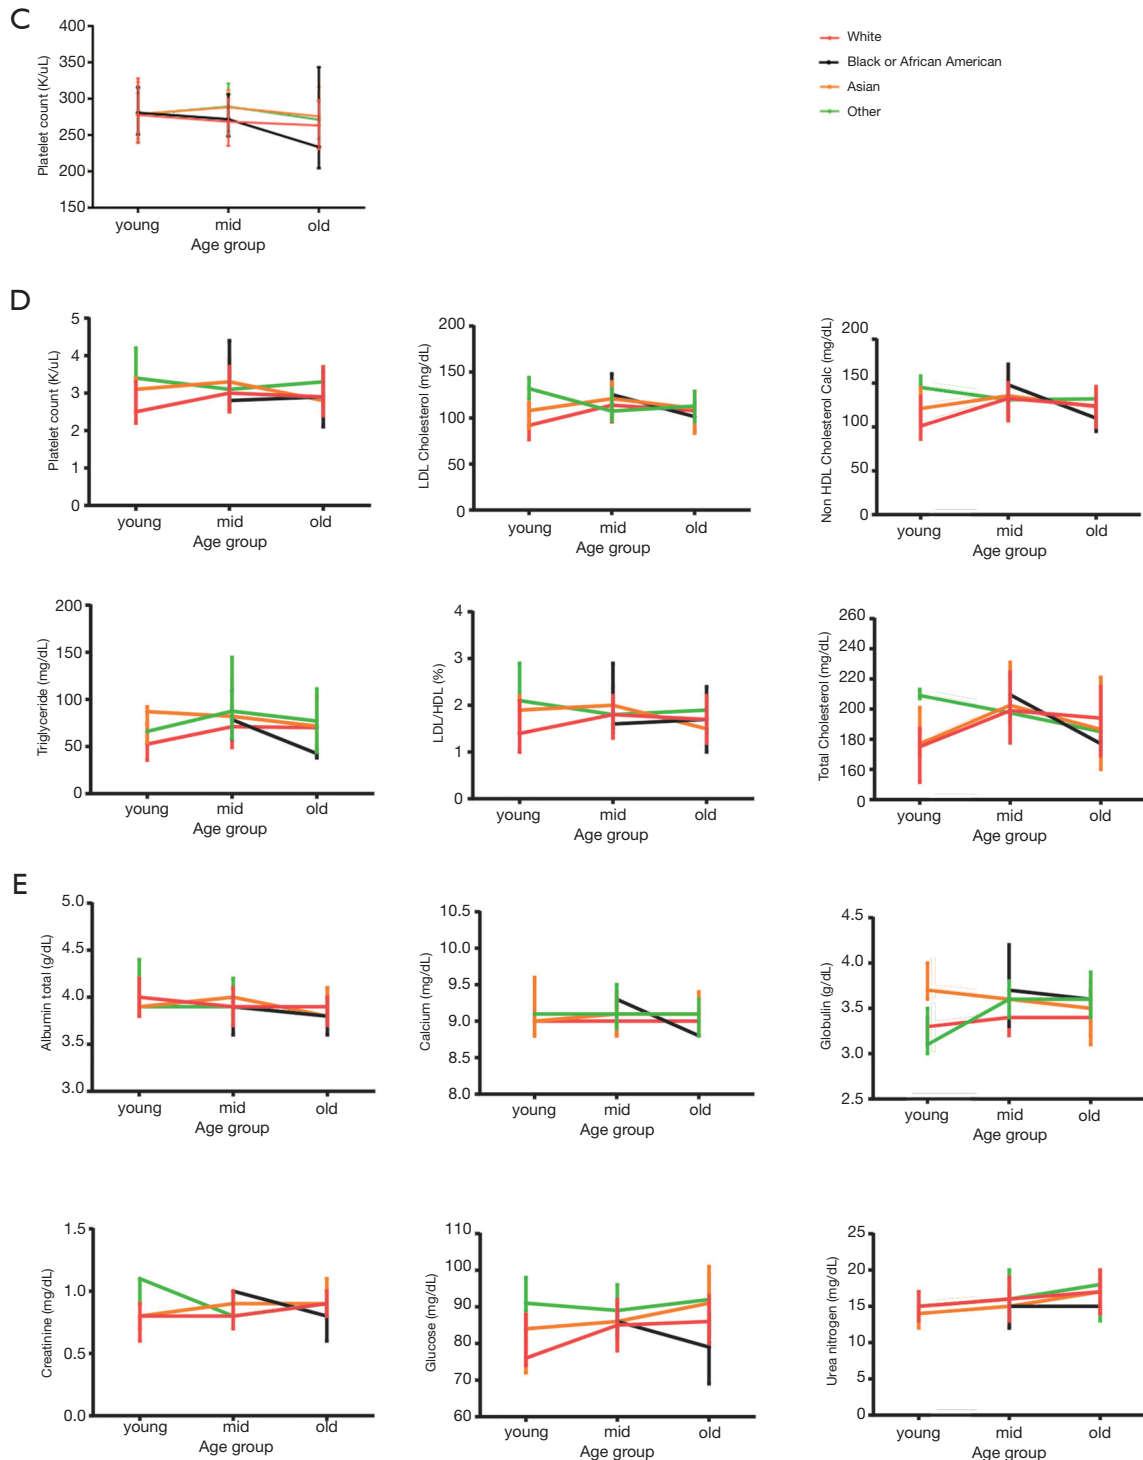 C
Platelet count (K/uL)
400
350
300
250
200
150
young mid old
Age group
White
Black or African American
Asian
Other
D
Platelet count (K/uL)
5
4
3
2
1
0
young mid old
Age group
LDL Cholesterol (mg/dL)
200
150
100
50
0
young mid old
Age group
Non HDL Cholesterol Calc (mg/dL)
200
150
100
50
0
young mid old
Age group
Triglyceride (mg/dL)
200
150
100
50
0
young mid old
Age group
LDL/HDL (%)
4
3
2
1
0
young mid old
Age group
Total Cholesterol (mg/dL)
260
240
220
200
180
160
0
young mid old
Age group
E
Albumin total (g/dL)
5.0
4.5
4.0
3.5
3.0
young mid old
Age group
Calcium (mg/dL)
10.5
10.0
9.5
9.0
8.5
8.0
young mid old
Age group
Globulin (g/dL)
4.5
4.0
3.5
3.0
2.5
young mid old
Age group
Creatinine (mg/dL)
1.5
1.0
0.5
0.0
young mid old
Age group
Glucose (mg/dL)
110
100
90
80
70
60
young mid old
Age group
Urea nitrogen (mg/dL)
25
20
15
10
5
0
young mid old
Age group